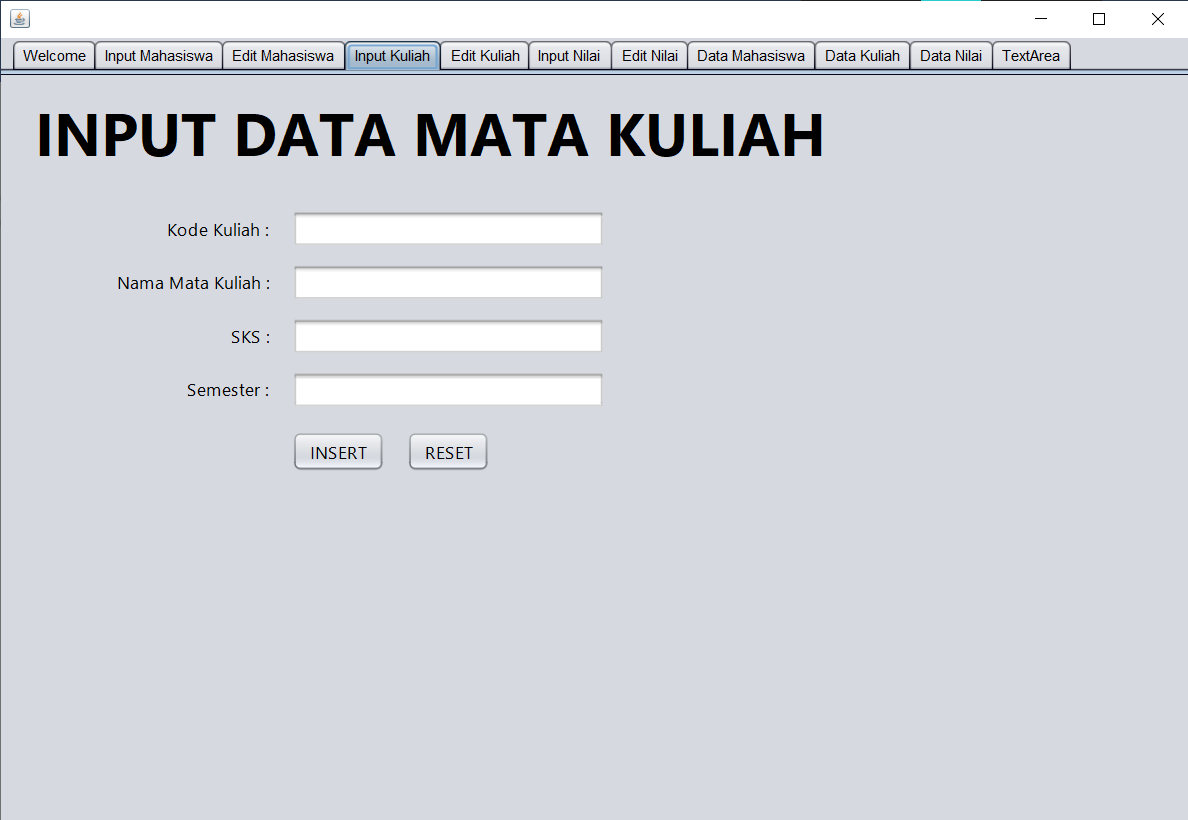 Welcome Input Mahasiswa Edit Mahasiswa Input Kuliah Edit Kuliah Input Nilai Edit Nilai Data Mahasiswa Data Kuliah Data Nilai TextArea
INPUT DATA MATA KULIAH
Kode Kuliah :
Nama Mata Kuliah :
SKS :
Semester :
INSERT RESET